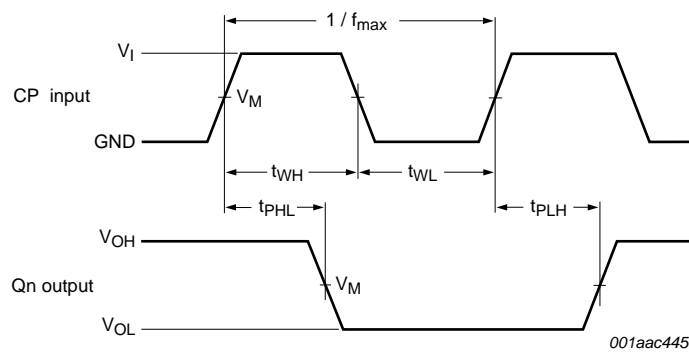 1 / fmax
VI
CP input
VM
GND
tWH
tWL
tPHL
tPLH
VOH
Qn output
VM
VOL
001aac445